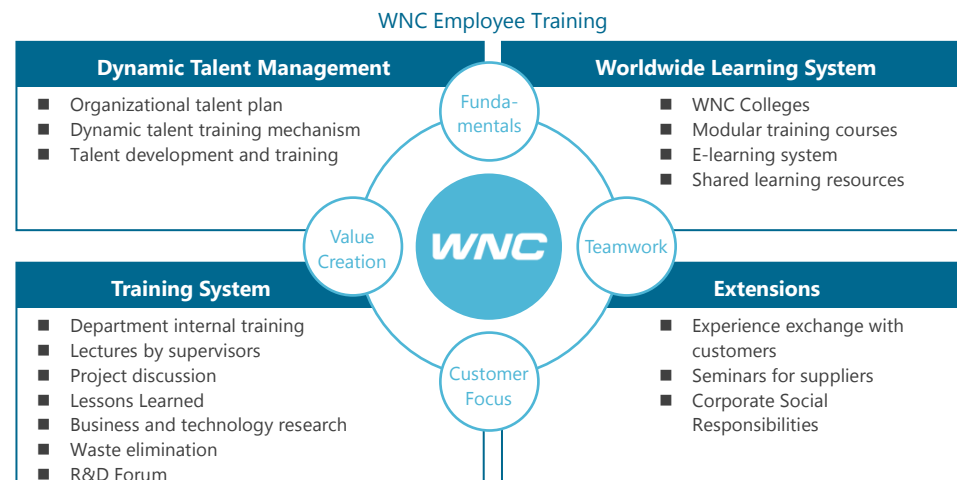 WNC Employee Training
Dynamic Talent Management
Organizational talent plan
Dynamic talent training mechanism
Talent development and training
Worldwide Learning System
WNC Colleges
Modular training courses
E-learning system
Shared learning resources
Funda-
mentals
Value
Creation
WNC
Teamwork
Customer
Focus
Training System
Department internal training
Lectures by supervisors
Project discussion
Lessons Learned
Business and technology research
Waste elimination
R&D Forum
Extensions
Experience exchange with
customers
Seminars for suppliers
Corporate Social
Responsibilities